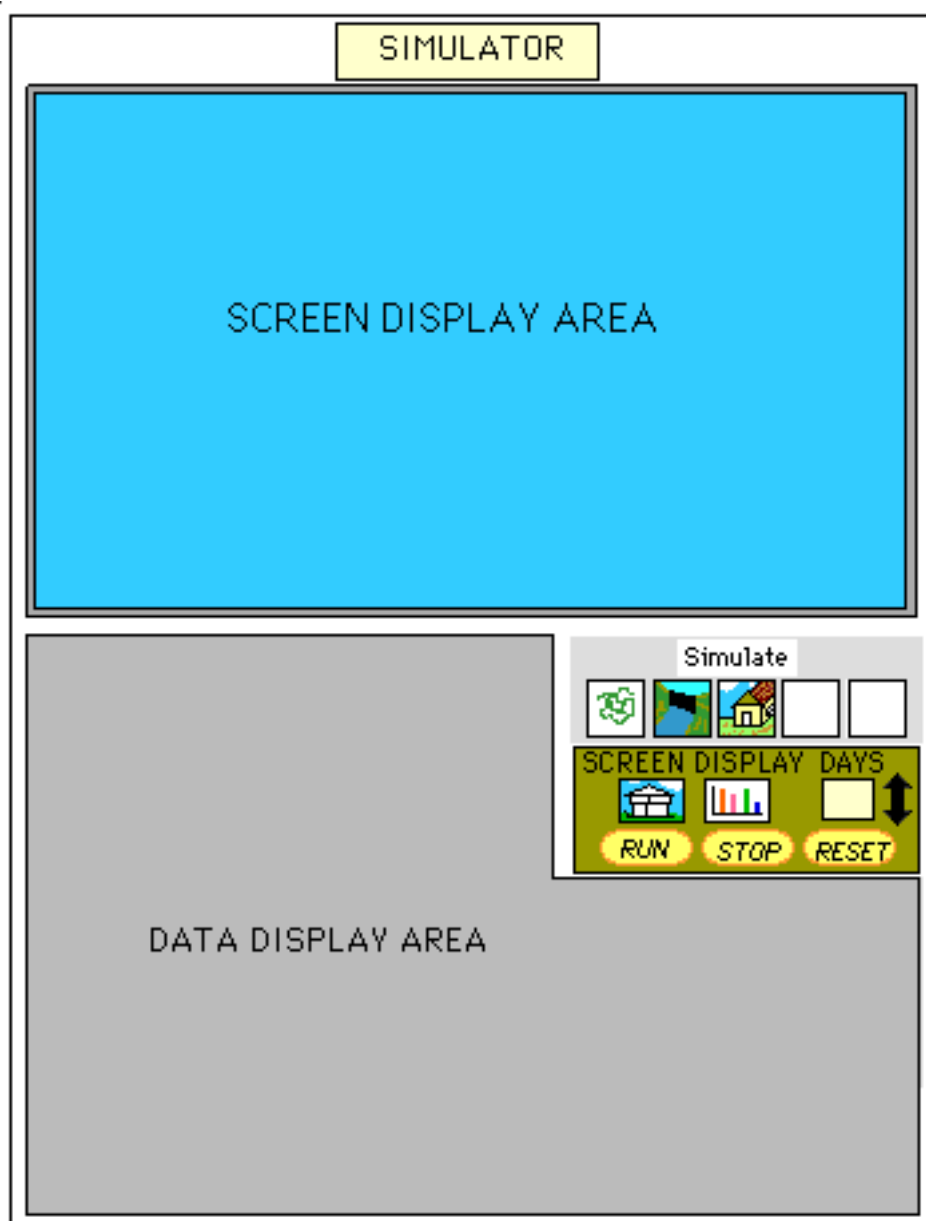 SIMULATOR
SCREEN DISPLAY AREA
Simulate
SCREEN DISPLAY DAYS
RUN STOP RESET
DATA DISPLAY AREA